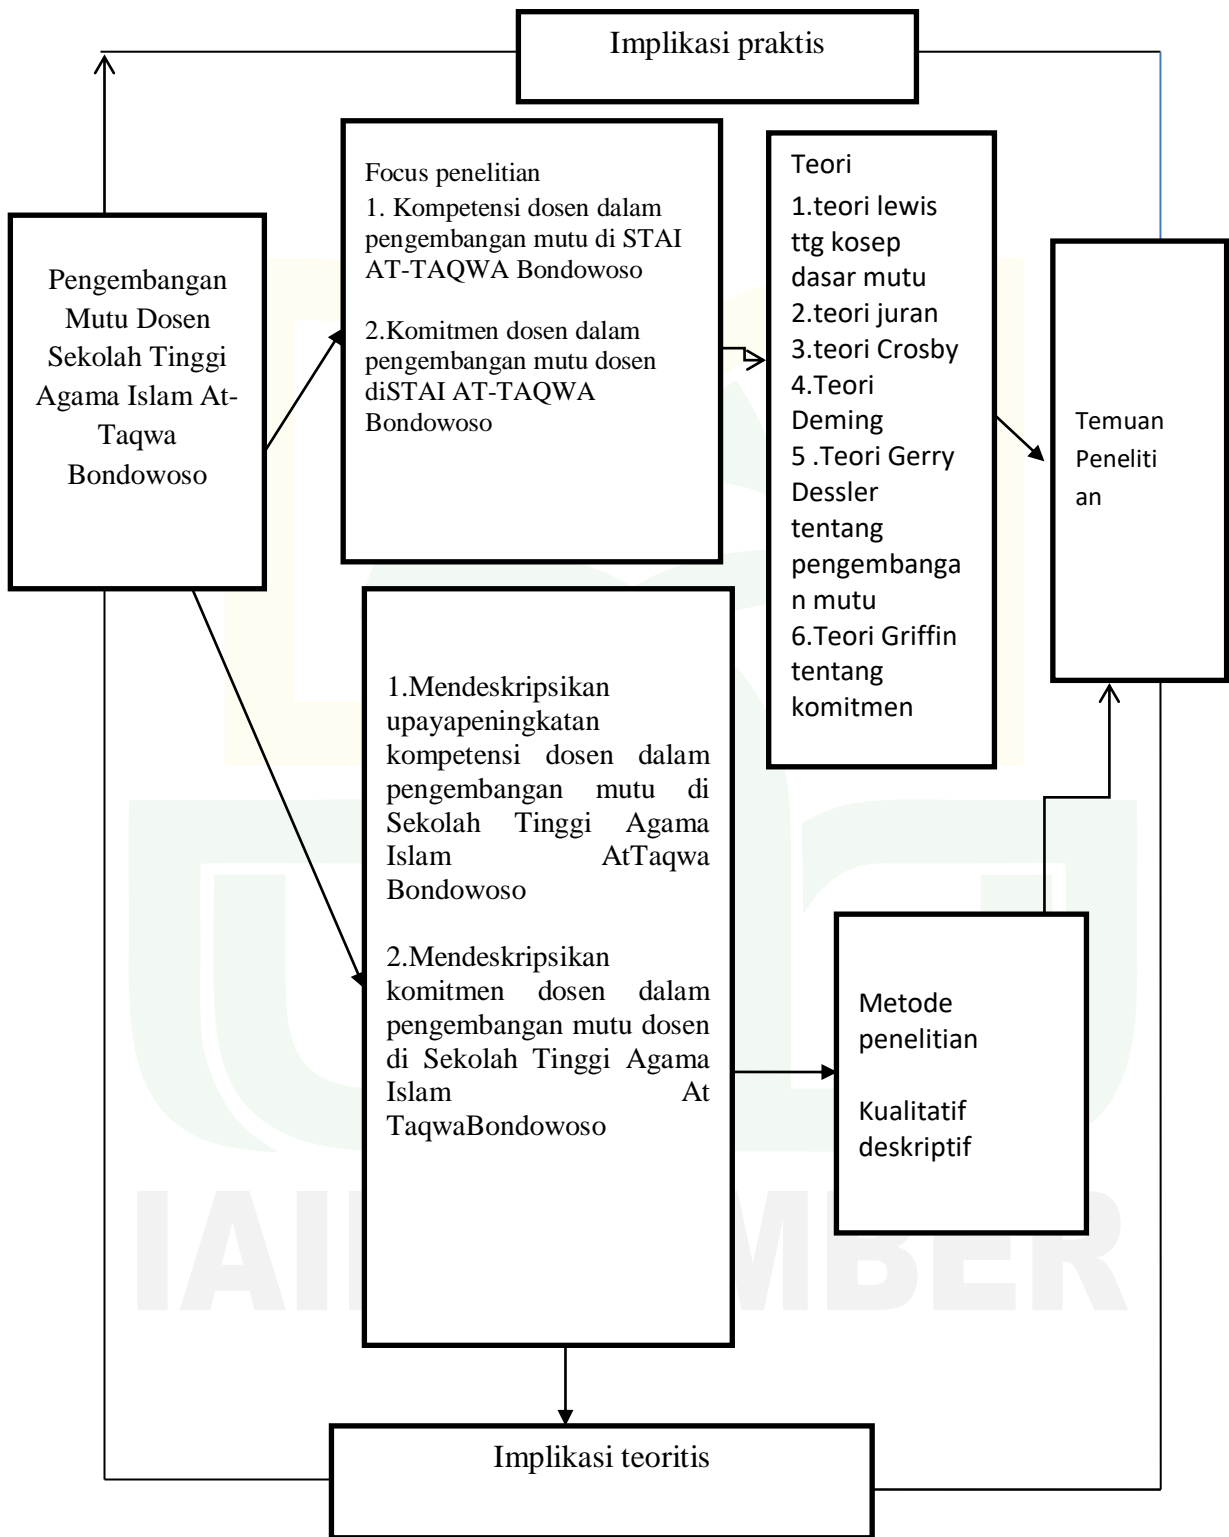 Implikasi praktis
Pengembangan
Mutu Dosen
Sekolah Tinggi
Agama Islam At-
Taqwa
Bondowoso
Focus penelitian
1. Kompetensi dosen dalam
pengembangan mutu di STAI
AT-TAQWA Bondowoso
2.Komitmen dosen dalam
pengembangan mutu dosen
diSTAI AT-TAQWA
Bondowoso
Teori
1.teori lewis
ttg kosep
dasar mutu
2.teori juran
3.teori Crosby
4.Teori
Deming
5 .Teori Gerry
Dessler
tentang
pengembanga
n mutu
6.Teori Griffin
tentang
komitmen
Temuan
Peneliti
an
1.Mendeskripsikan
upayapeningkatan
kompetensi dosen dalam
pengembangan mutu di
Sekolah Tinggi Agama
Islam AtTaqwa
Bondowoso
2.Mendeskripsikan
komitmen dosen dalam
pengembangan mutu dosen
di Sekolah Tinggi Agama
Islam At
TaqwaBondowoso
Metode
penelitian
Kualitatif
deskriptif
Implikasi teoritis